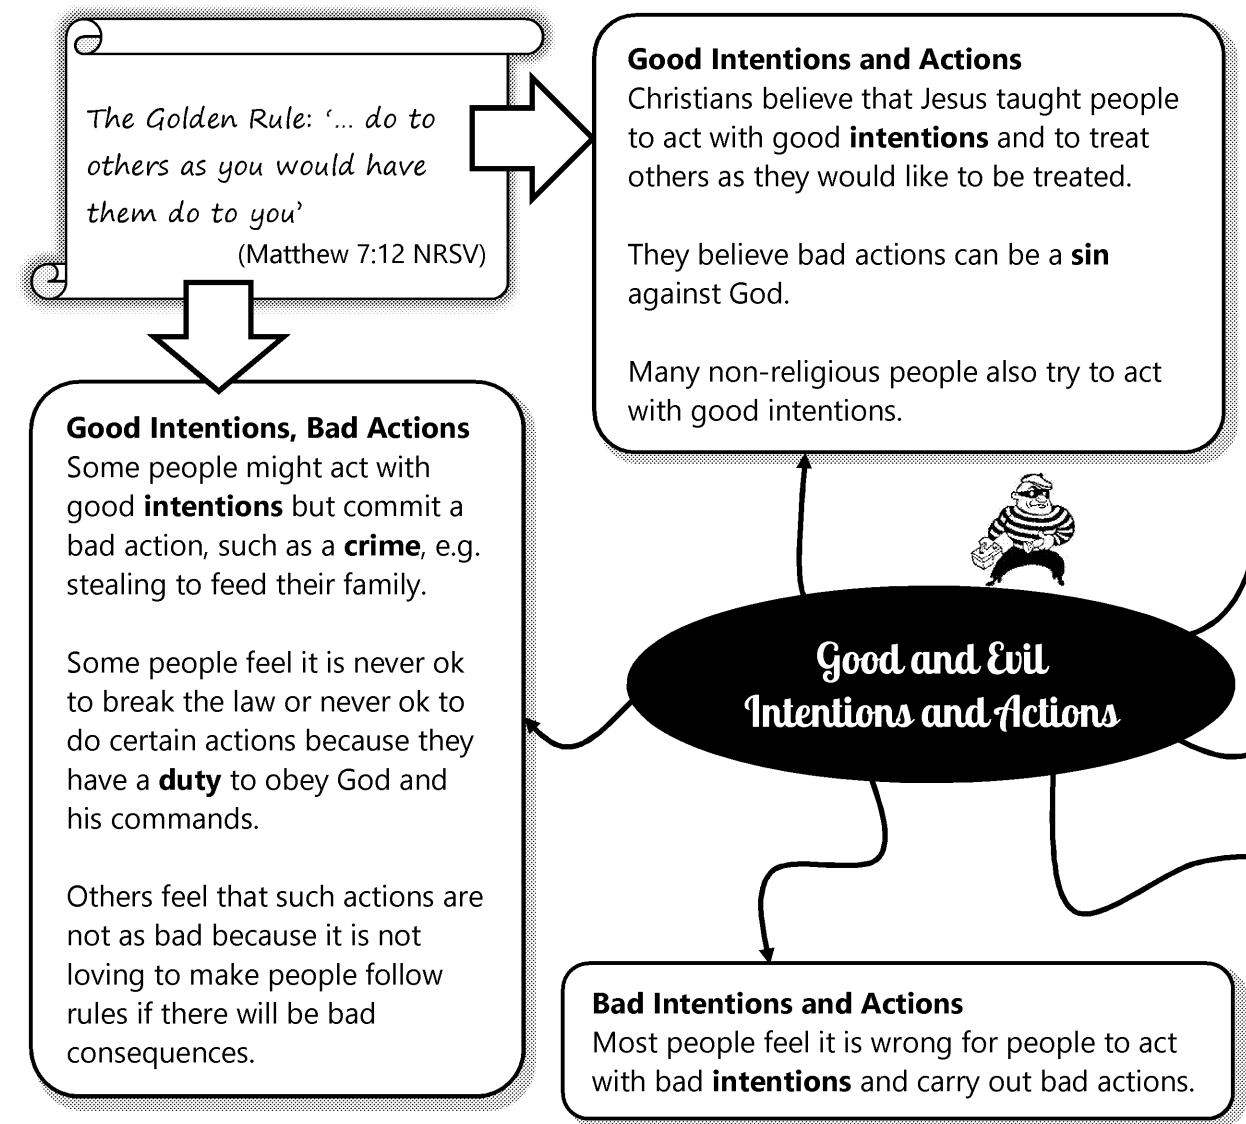 The Golden Rule: ‘... do to
others as you would have
them do to you’
(Matthew 7:12 NRSV)
Good Intentions and Actions
Christians believe that Jesus taught people
to act with good intentions and to treat
others as they would like to be treated.
They believe bad actions can be a sin
against God.
Many non-religious people also try to act
with good intentions.
Good Intentions, Bad Actions
Some people might act with
good intentions but commit a
bad action, such as a crime, e.g.
stealing to feed their family.
Some people feel it is never ok
to break the law or never ok to
do certain actions because they
have a duty to obey God and
his commands.
Others feel that such actions are
not as bad because it is not
loving to make people follow
rules if there will be bad
consequences.
Good and Evil
Intentions and Actions
Bad Intentions and Actions
Most people feel it is wrong for people to act
with bad intentions and carry out bad actions.